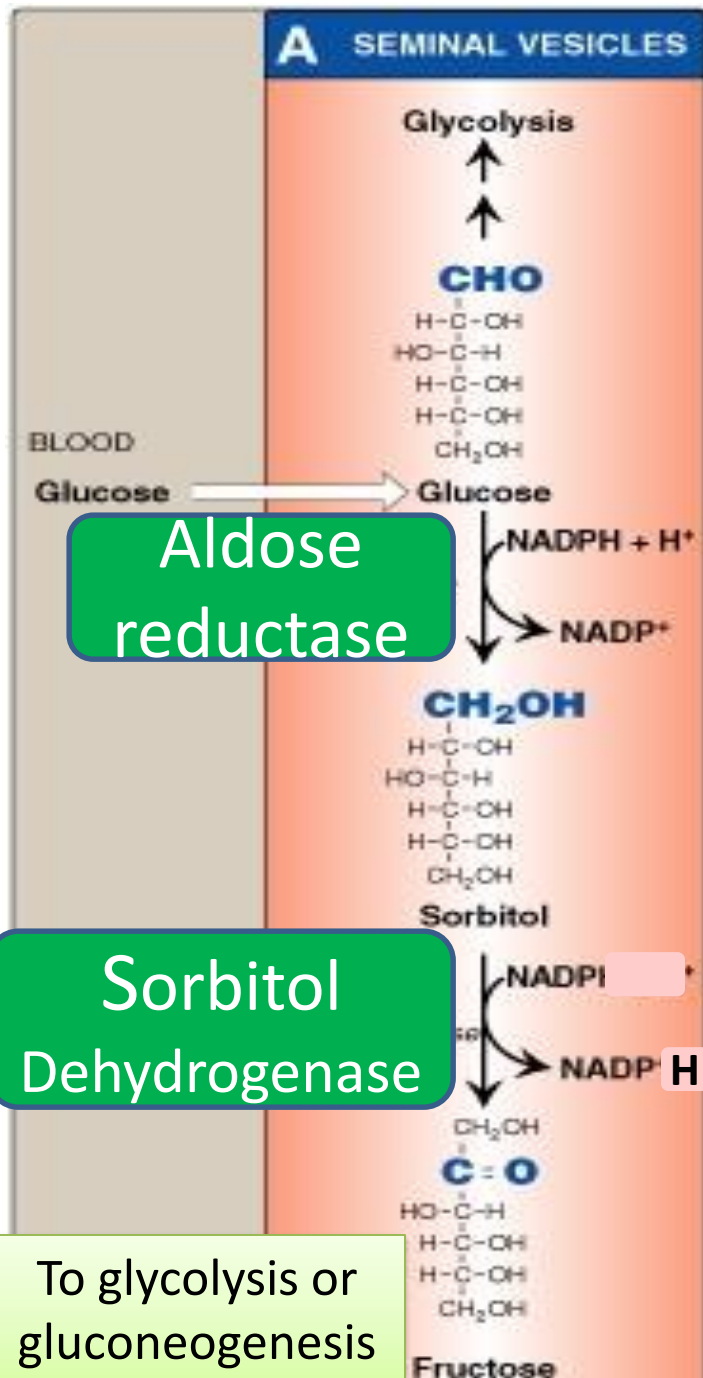 A SEMINAL VESICLES
Glycolysis
CHO
H-C-OH
HO-C-H
H-C-OH
H-C-OH
CH₂OH
BLOOD
Glucose
Glucose
Aldose
reductase
NADPH + H⁺
NADP⁺
CH₂OH
H-C-OH
HO-C-H
H-C-OH
H-C-OH
CH₂OH
Sorbitol
Sorbitol
Dehydrogenase
NADP
NADP⁺ H
CH₂OH
C=O
HO-C-H
H-C-OH
H-C-OH
CH₂OH
To glycolysis or
gluconeogenesis
Fructose